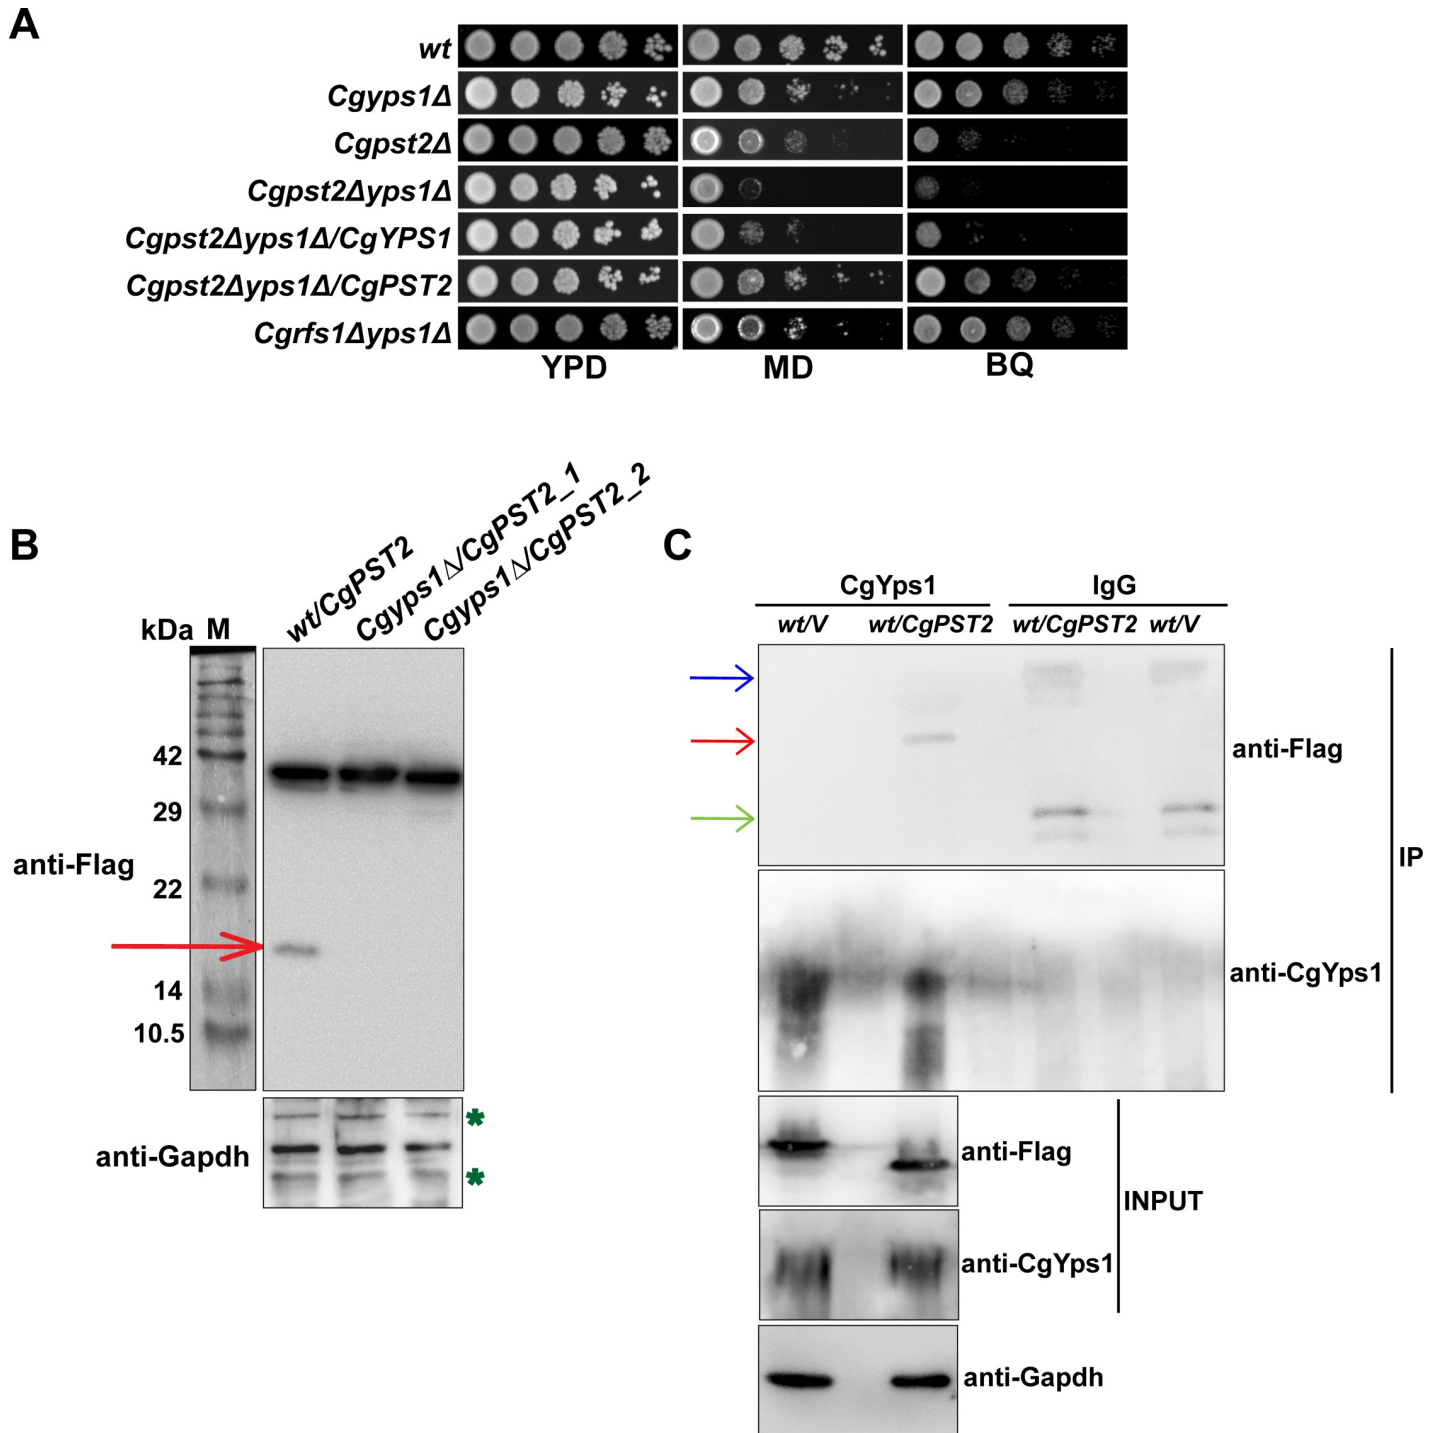 A
wt
Cgyps1Δ
Cgpst2Δ
Cgpst2Δyps1Δ
Cgpst2Δyps1Δ/CgYPS1
Cgpst2Δyps1Δ/CgPST2
Cgrfs1Δyps1Δ
YPD MD BQ
B
kDa M
wt/CgPST2
Cgyps1Δ/CgPST2_1
Cgyps1Δ/CgPST2_2
42
29
anti-Flag
22
14
10.5
anti-Gapdh
*
*
C
CgYps1 IgG
wt/V wt/CgPST2 wt/CgPST2 wt/V
anti-Flag
IP
anti-CgYps1
anti-Flag
INPUT
anti-CgYps1
anti-Gapdh